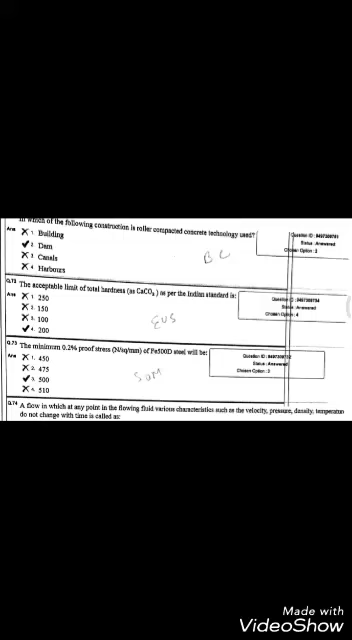 In which of the following construction is roller compacted concrete technology used?
Ans 1. Building
2. Dam
3. Canals
4. Harbours
Question ID : 9497309781
Status : Answered
Chosen Option : 2
B C
Q.72 The acceptable limit of total hardness (as CaCO₃) as per the Indian standard is:
Ans 1. 250
2. 150
3. 100
4. 200
Status : Answered
Chosen Option : 4
EVS
Q.73 The minimum 0.2% proof stress (N/sq/mm) of Fe500D steel will be:
Ans 1. 450
2. 475
3. 500
4. 510
Status : Answered
Chosen Option : 3
SOM
Q.74 A flow in which at any point in the flowing fluid various characteristics such as the velocity, pressure, density, temperature
do not change with time is called as:
Made with
VideoShow